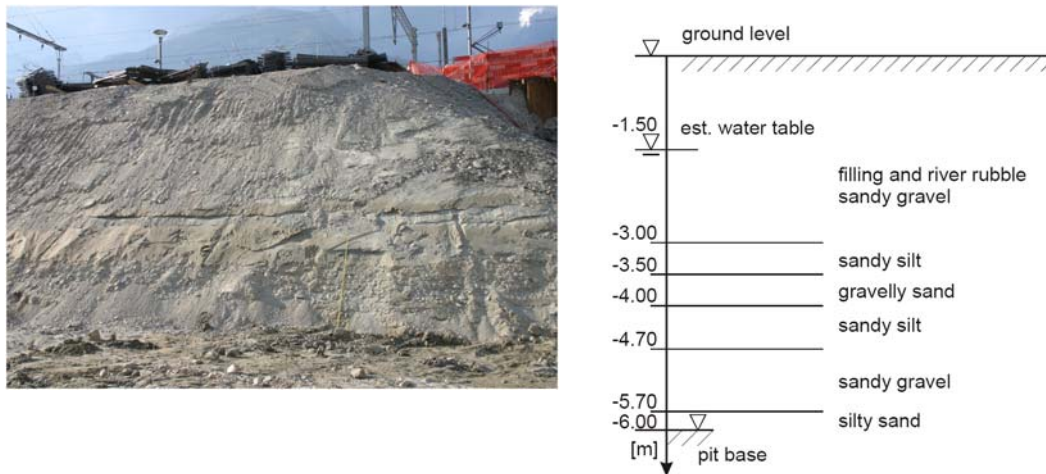 ground level
-1.50
est. water table
filling and river rubble
sandy gravel
-3.00
sandy silt
-3.50
gravelly sand
-4.00
sandy silt
-4.70
sandy gravel
-5.70
silty sand
-6.00
[m]
pit base